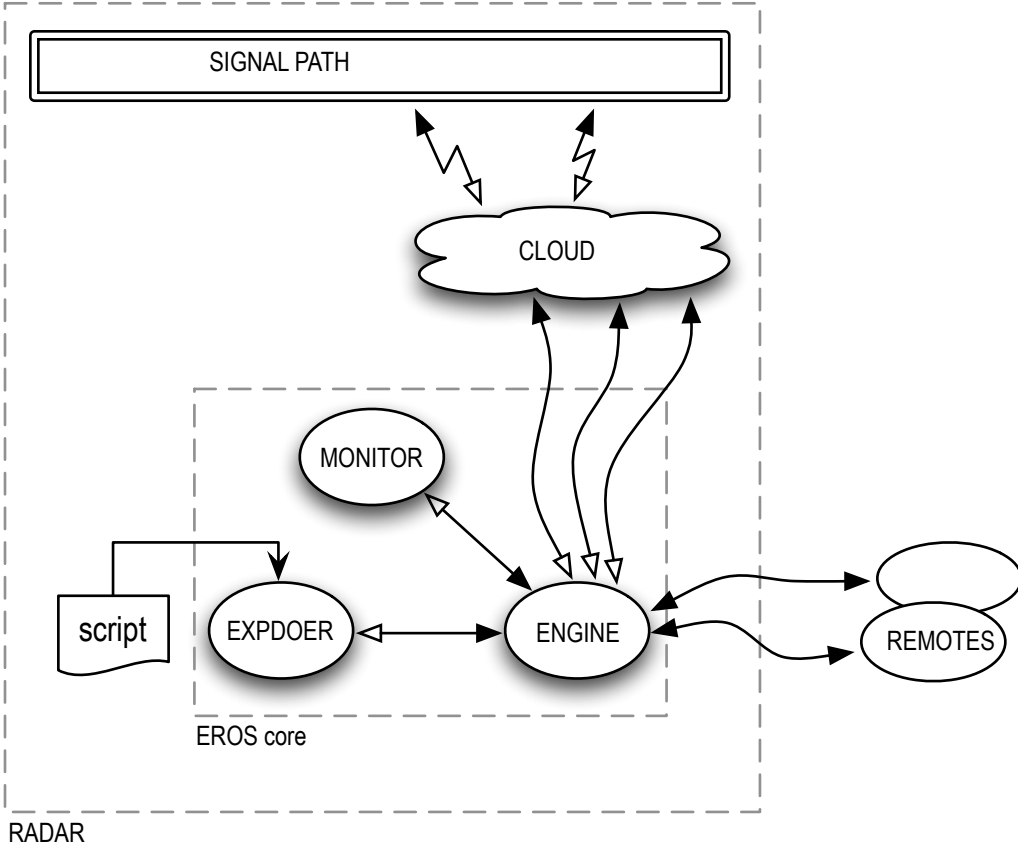 SIGNAL PATH
CLOUD
MONITOR
script
EXPDOER
ENGINE
REMOTES
EROS core
RADAR